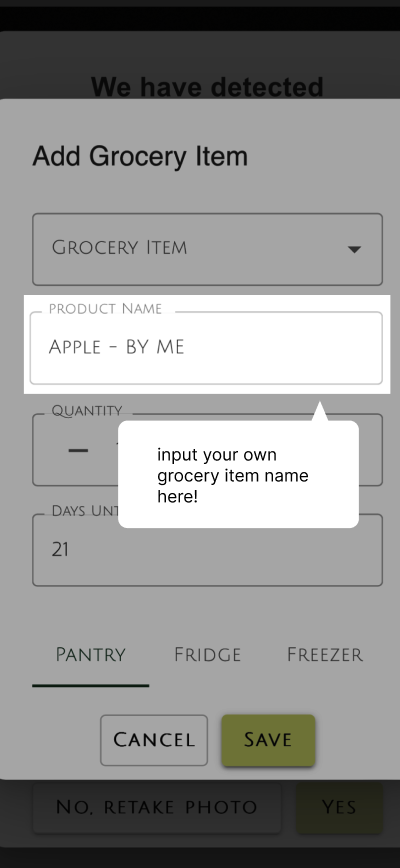 We have detected
Add Grocery Item
Grocery Item
Product Name
Apple - BY ME
Quantity
input your own
grocery item name
here!
Days
21
Pantry Fridge Freezer
Cancel Save
No, retake photo Yes